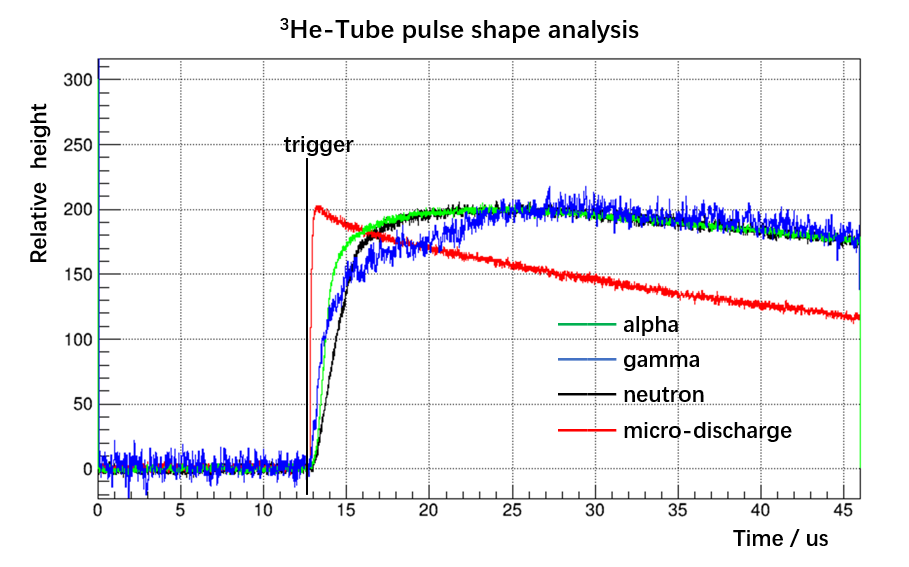 ³He-Tube pulse shape analysis
Relative height
300
250
200
150
100
50
0
trigger
alpha
gamma
neutron
micro-discharge
0 5 10 15 20 25 30 35 40 45
Time / us